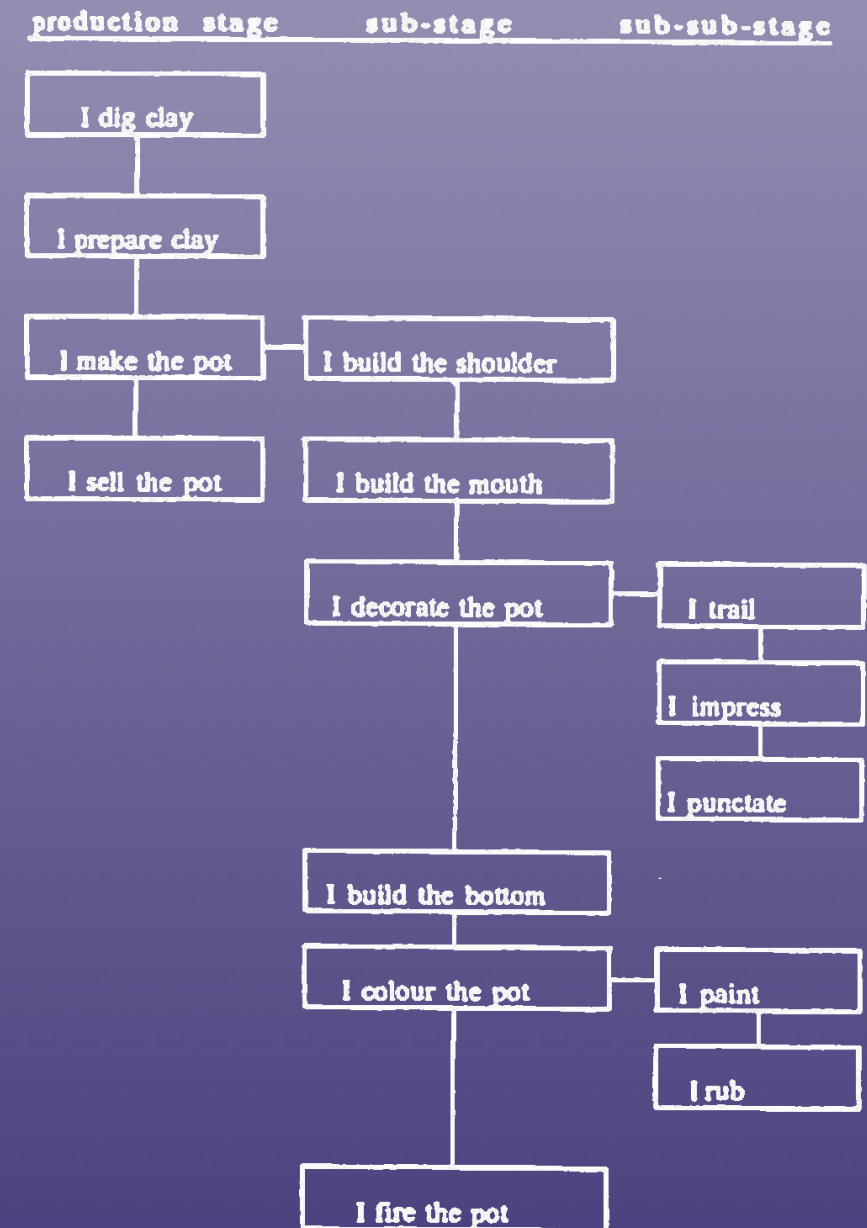 production stage sub-stage sub-sub-stage
I dig clay
I prepare clay
I make the pot I build the shoulder
I sell the pot I build the mouth
I decorate the pot I trail
I impress
I punctate
I build the bottom
I colour the pot I paint
I rub
I fire the pot